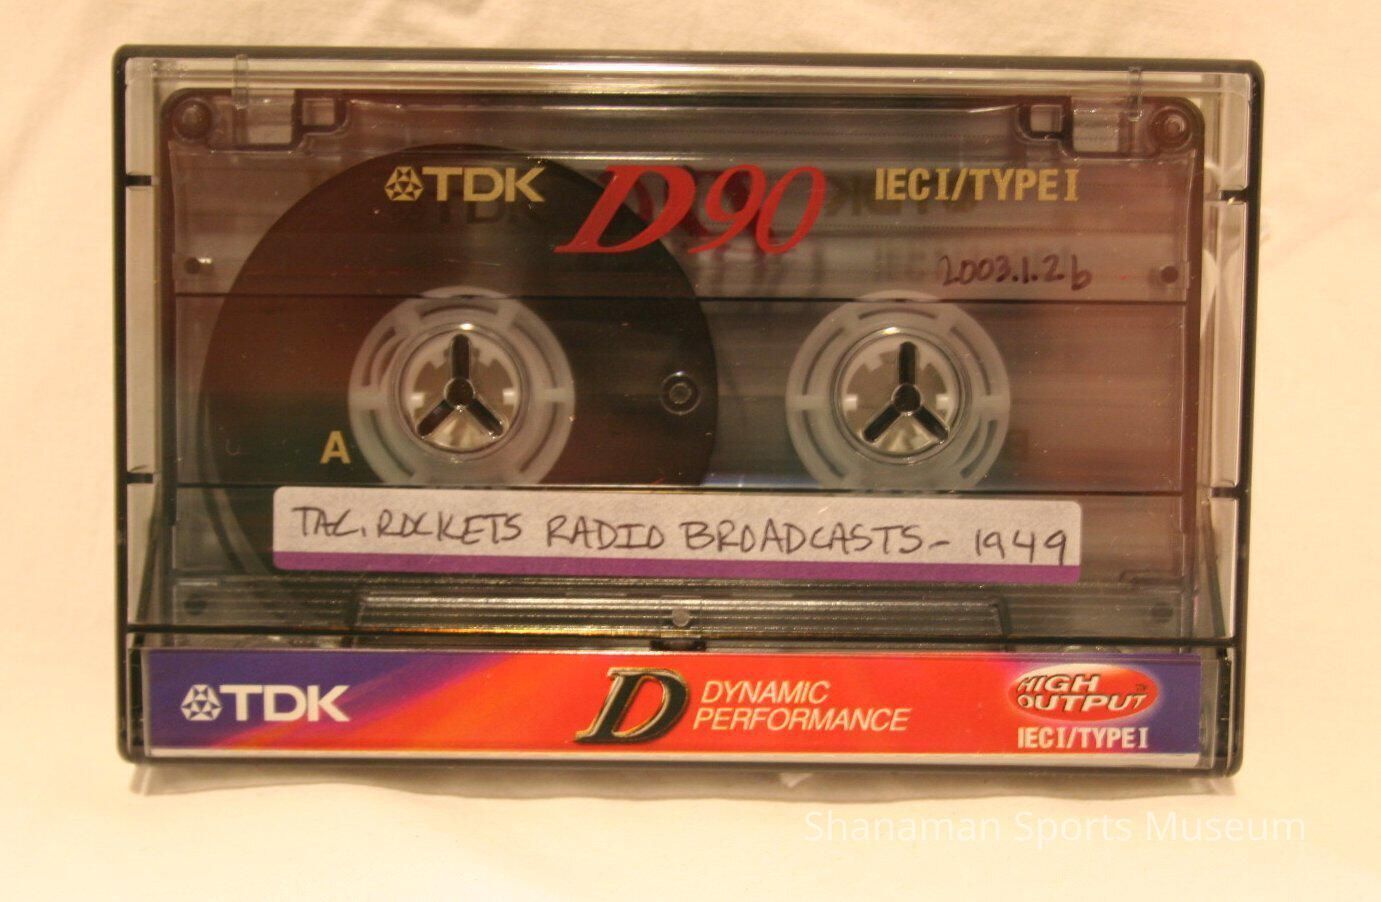 TDK D90 IEC I/TYPE I
2003.1.2b
A
TAC. ROCKETS RADIO BROADCASTS - 1949
TDK D DYNAMIC PERFORMANCE
HIGH OUTPUT TM
IEC I/TYPE I
Shanaman Sports Museum